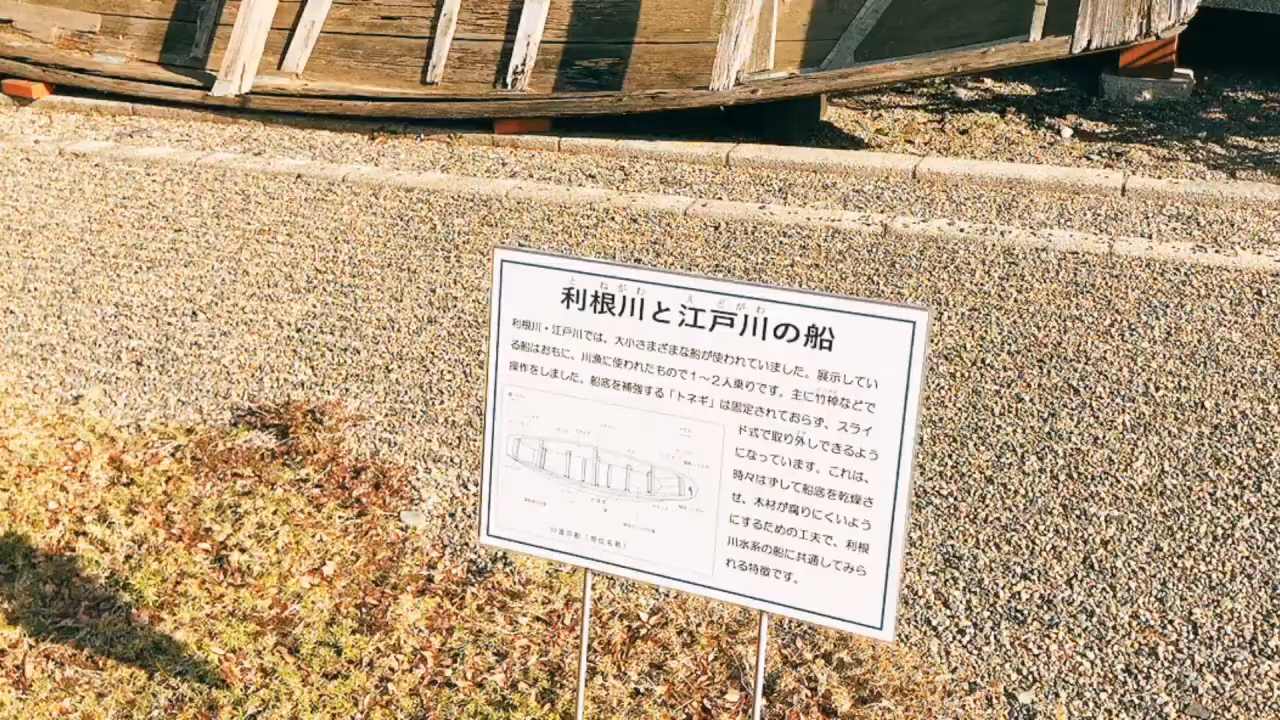 とねがわ えどがわ
利根川と江戸川の船
利根川・江戸川では、大小さまざまな船が使われていました。展示してい
る船はおもに、川漁に使われたもので1~2人乗りです。主に竹棹などで
操作をしました。船底を補強する「トネギ」は固定されておらず、スライ
ド式で取り外しできるよう
になっています。これは、
時々はずして船底を乾燥さ
せ、木材が腐りにくいよう
にするための工夫で、利根
川水系の船に共通してみら
れる特徴です。